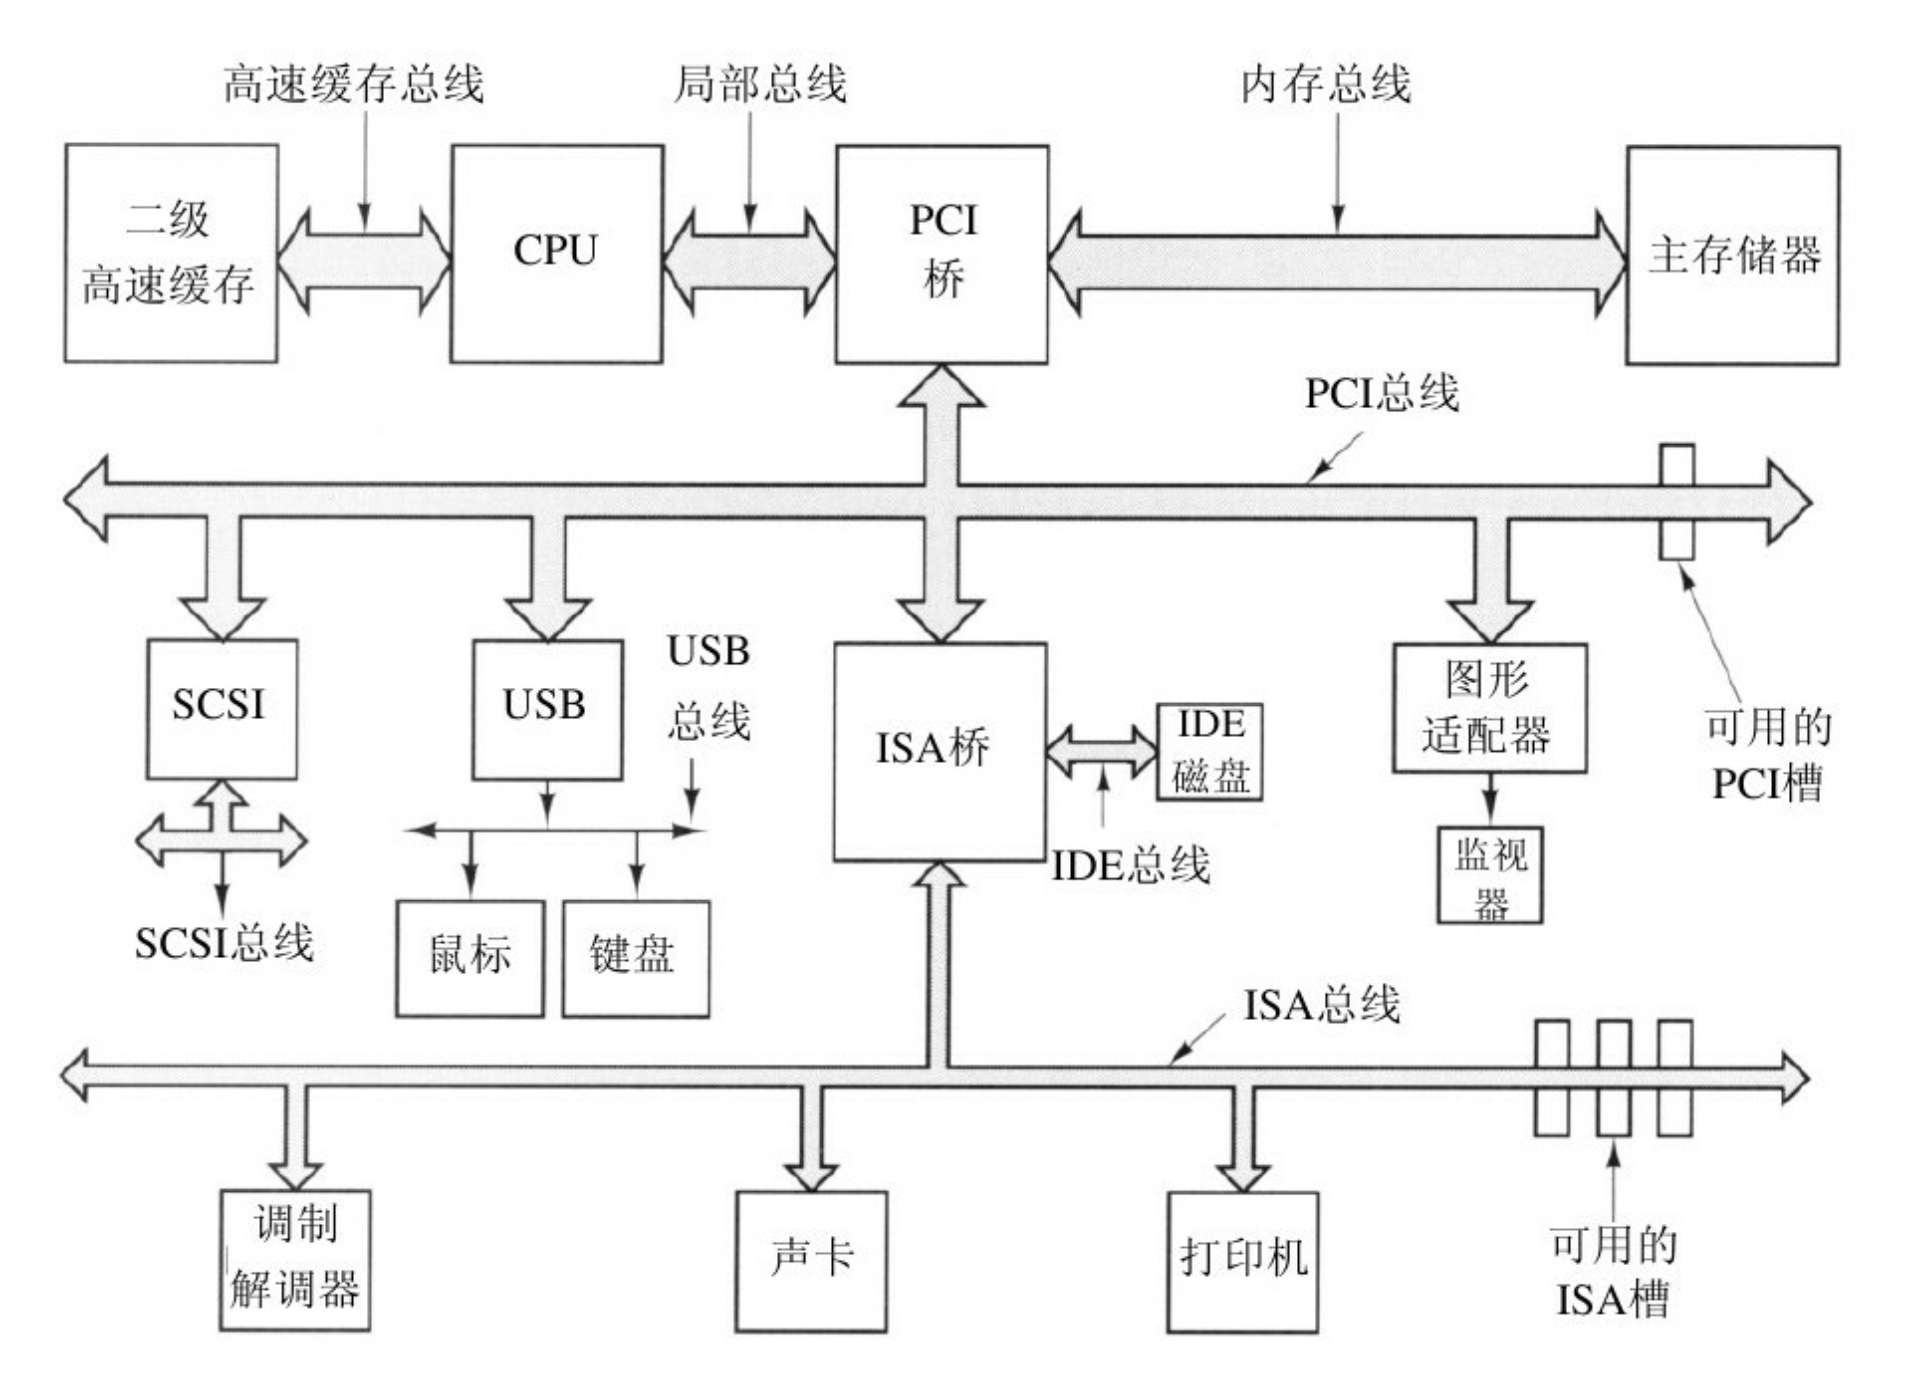 高速缓存总线
局部总线
内存总线
二级
高速缓存
CPU
PCI
桥
主存储器
PCI总线
SCSI
USB
USB
总线
ISA桥
IDE
磁盘
图形
适配器
可用的
PCI槽
IDE总线
监视
器
SCSI总线
鼠标
键盘
ISA总线
调制
解调器
声卡
打印机
可用的
ISA槽